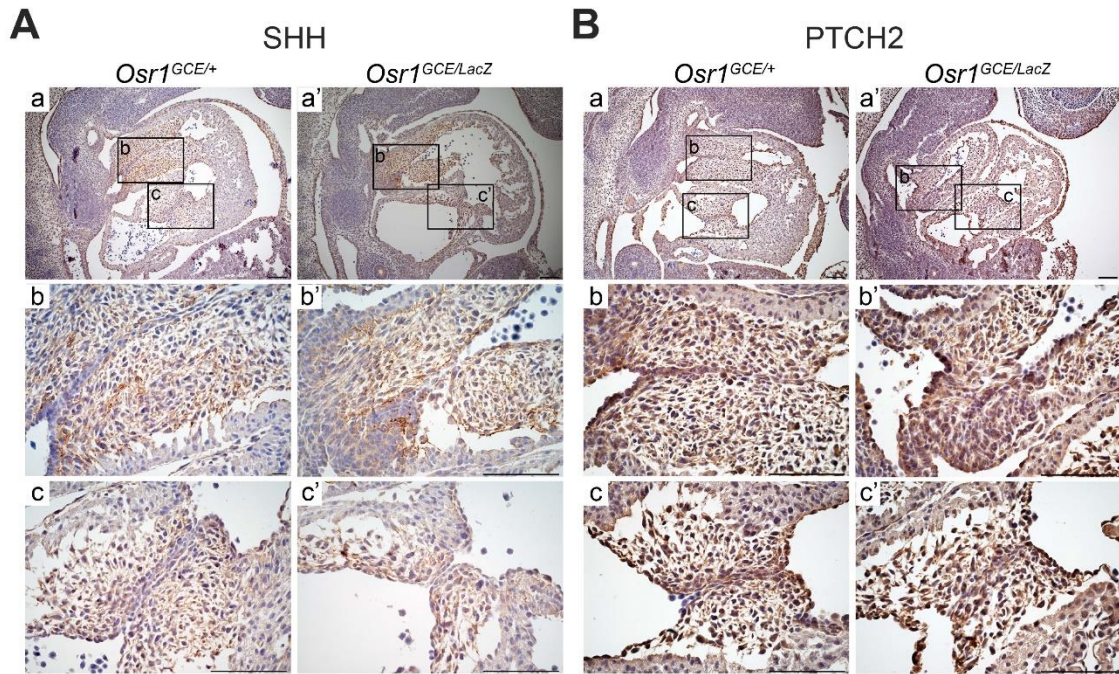 A
SHH
B
PTCH2
Osr1GCE/+
Osr1GCE/LacZ
Osr1GCE/+
Osr1GCE/LacZ
a
a'
a
a'
b
c
b'
c'
b
c
b'
c'
b
b'
b
b'
c
c'
c
c'